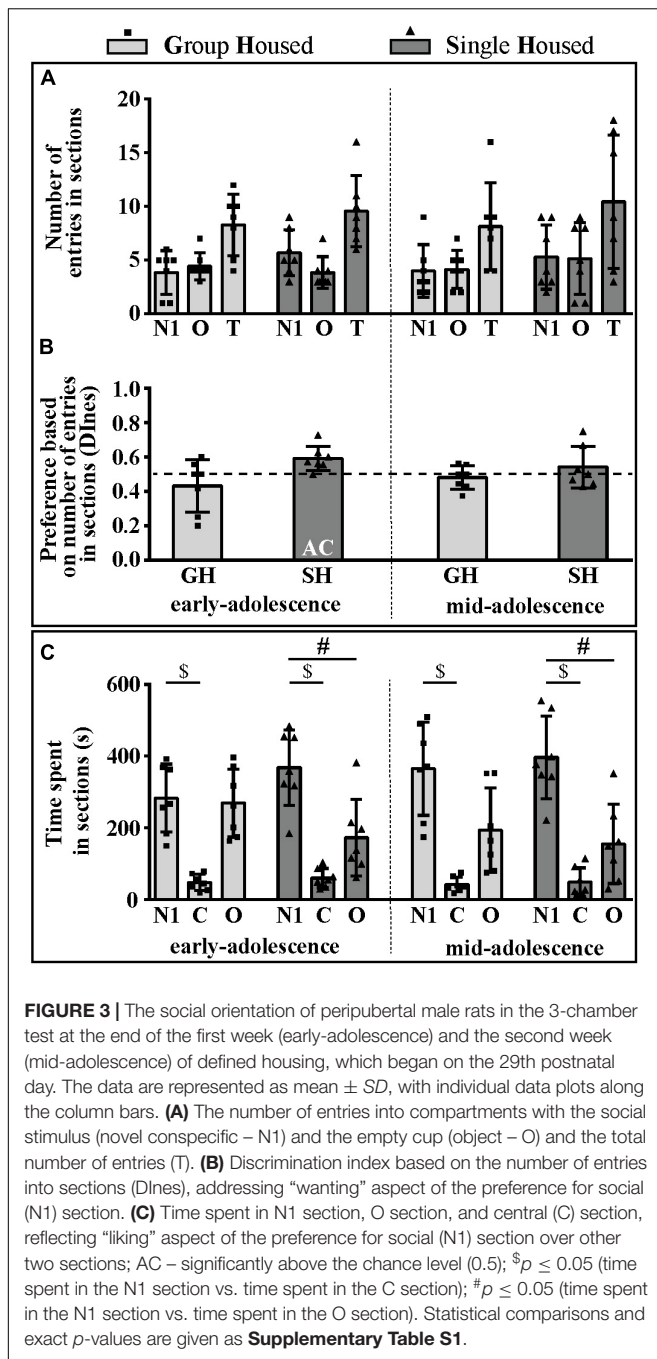 Group Housed Single Housed
A
Number of
entries in sections
20
15
10
5
0
N1 O T N1 O T N1 O T N1 O T
B
Preference based
on number of entries
in sections (DInes)
1.0
0.8
0.6
0.4
0.2
0.0
AC
GH SH GH SH
early-adolescence mid-adolescence
C
Time spent
in sections (s)
600
400
200
0
$ $ # $ $ #
N1 C O N1 C O N1 C O N1 C O
early-adolescence mid-adolescence
FIGURE 3 | The social orientation of peripubertal male rats in the 3-chamber
test at the end of the first week (early-adolescence) and the second week
(mid-adolescence) of defined housing, which began on the 29th postnatal
day. The data are represented as mean ± SD, with individual data plots along
the column bars. (A) The number of entries into compartments with the social
stimulus (novel conspecific – N1) and the empty cup (object – O) and the total
number of entries (T). (B) Discrimination index based on the number of entries
into sections (DInes), addressing “wanting” aspect of the preference for social
(N1) section. (C) Time spent in N1 section, O section, and central (C) section,
reflecting “liking” aspect of the preference for social (N1) section over other
two sections; AC – significantly above the chance level (0.5); $p ≤ 0.05 (time
spent in the N1 section vs. time spent in the C section); #p ≤ 0.05 (time spent
in the N1 section vs. time spent in the O section). Statistical comparisons and
exact p-values are given as Supplementary Table S1.